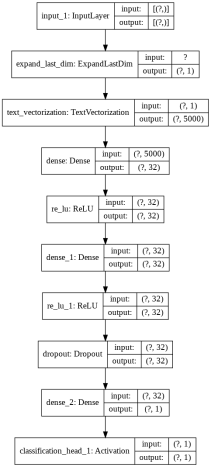 input_1: InputLayer
input: [(?,)]
output: [(?,)]
expand_last_dim: ExpandLastDim
input: ?
output: (?, 1)
text_vectorization: TextVectorization
input: (?, 1)
output: (?, 5000)
dense: Dense
input: (?, 5000)
output: (?, 32)
re_lu: ReLU
input: (?, 32)
output: (?, 32)
dense_1: Dense
input: (?, 32)
output: (?, 32)
re_lu_1: ReLU
input: (?, 32)
output: (?, 32)
dropout: Dropout
input: (?, 32)
output: (?, 32)
dense_2: Dense
input: (?, 32)
output: (?, 1)
classification_head_1: Activation
input: (?, 1)
output: (?, 1)